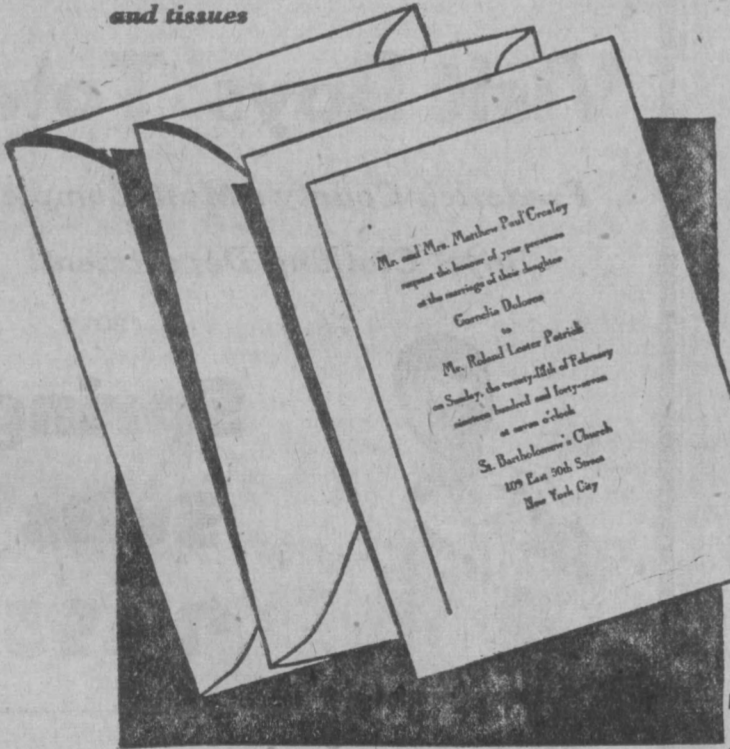 and tissues
Mr. and Mrs. Matthew Paul Crosley
request the honour of your presence
at the marriage of their daughter
Cornelia Dolores
to
Mr. Roland Lester Patrick
on Sunday, the twenty-fifth of February
nineteen hundred and forty-seven
at seven o'clock
St. Bartholomew's Church
109 East 50th Street
New York City